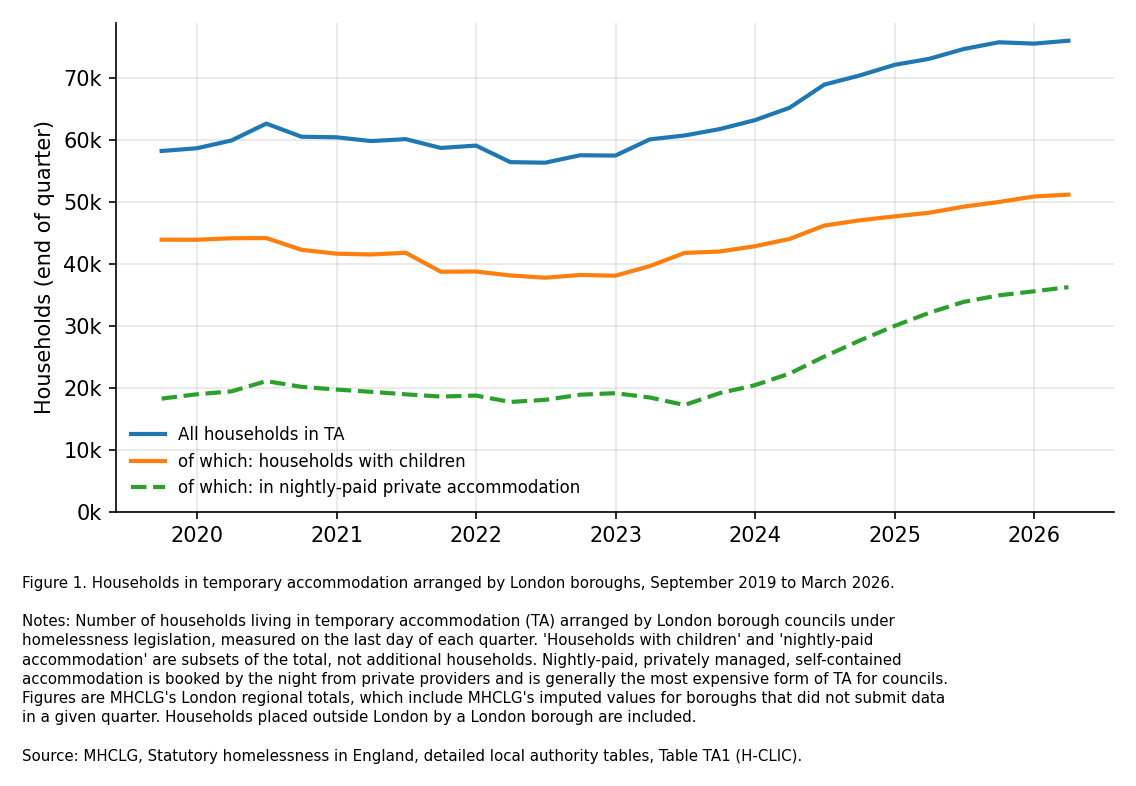 70k
60k
50k
40k
30k
20k
10k
0k
Households (end of quarter)
All households in TA
of which: households with children
of which: in nightly-paid private accommodation
2020 2021 2022 2023 2024 2025 2026
Figure 1. Households in temporary accommodation arranged by London boroughs, September 2019 to March 2026.
Notes: Number of households living in temporary accommodation (TA) arranged by London borough councils under
homelessness legislation, measured on the last day of each quarter. 'Households with children' and 'nightly-paid
accommodation' are subsets of the total, not additional households. Nightly-paid, privately managed, self-contained
accommodation is booked by the night from private providers and is generally the most expensive form of TA for councils.
Figures are MHCLG's London regional totals, which include MHCLG's imputed values for boroughs that did not submit data
in a given quarter. Households placed outside London by a London borough are included.
Source: MHCLG, Statutory homelessness in England, detailed local authority tables, Table TA1 (H-CLIC).